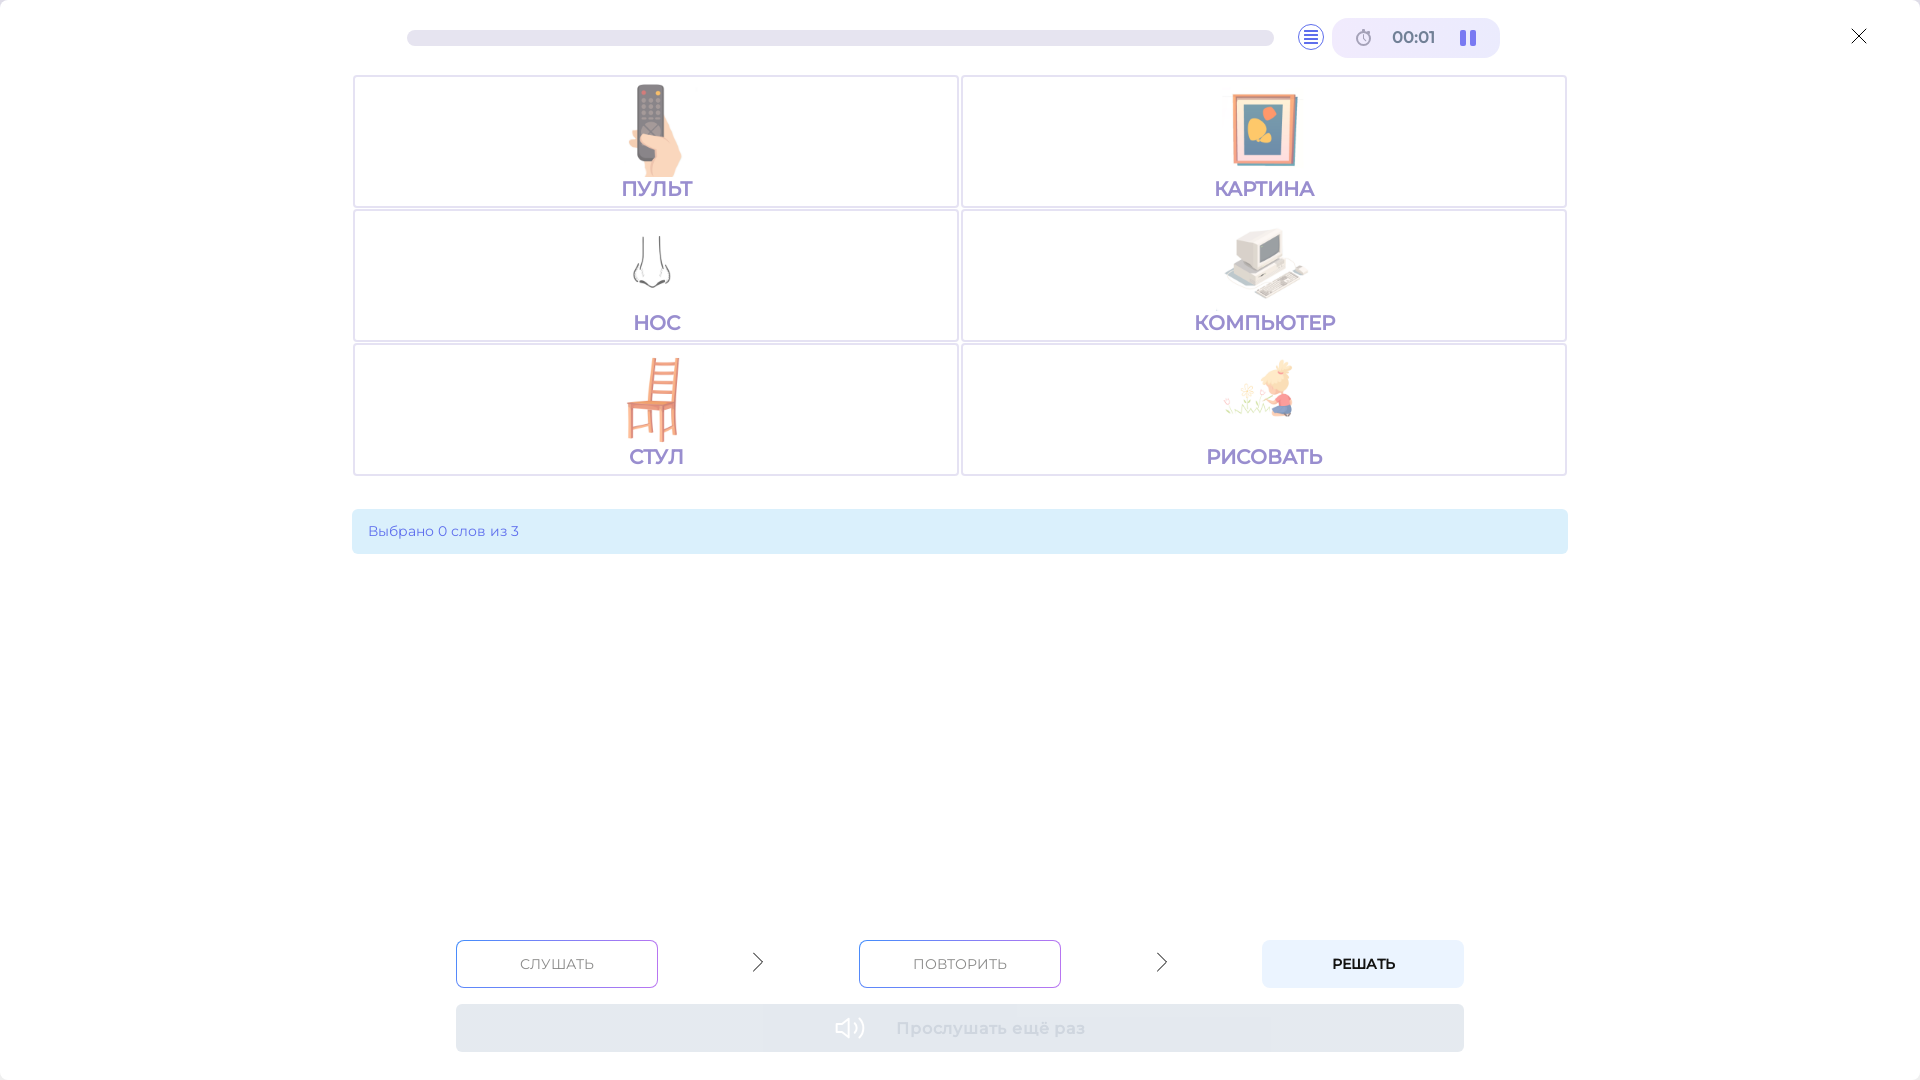 00:01
ПУЛЬТ
КАРТИНА
НОС
КОМПЬЮТЕР
СТУЛ
РИСОВАТЬ
Выбрано 0 слов из 3
СЛУШАТЬ
ПОВТОРИТЬ
РЕШАТЬ
Прослушать ещё раз